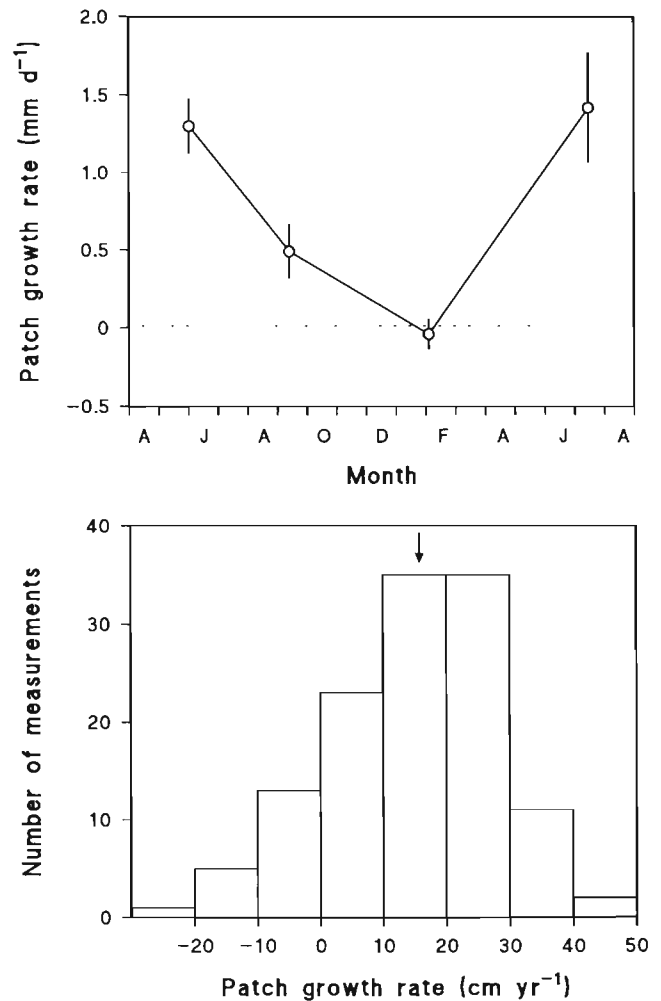 Patch growth rate (mm d⁻¹)
2.0
1.5
1.0
0.5
0
−0.5
A J A O D F A J A
Month
Number of measurements
40
30
20
10
0
−20 −10 0 10 20 30 40 50
Patch growth rate (cm yr⁻¹)